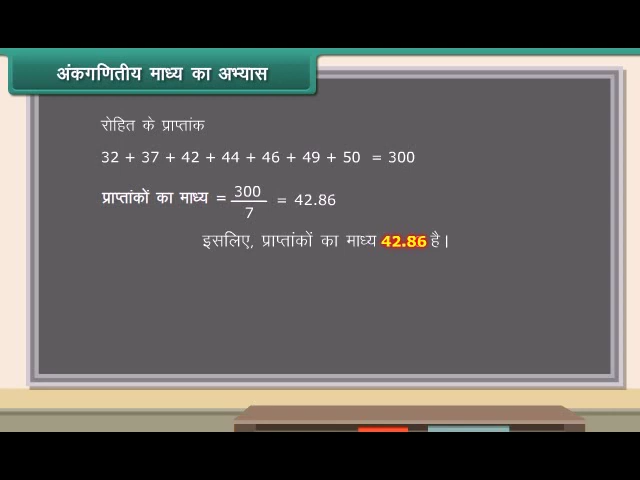 अंकगणितीय माध्य का अभ्यास
रोहित के प्राप्तांक
32 + 37 + 42 + 44 + 46 + 49 + 50 = 300
प्राप्तांकों का माध्य = 300/7 = 42.86
इसलिए, प्राप्तांकों का माध्य 42.86 है।